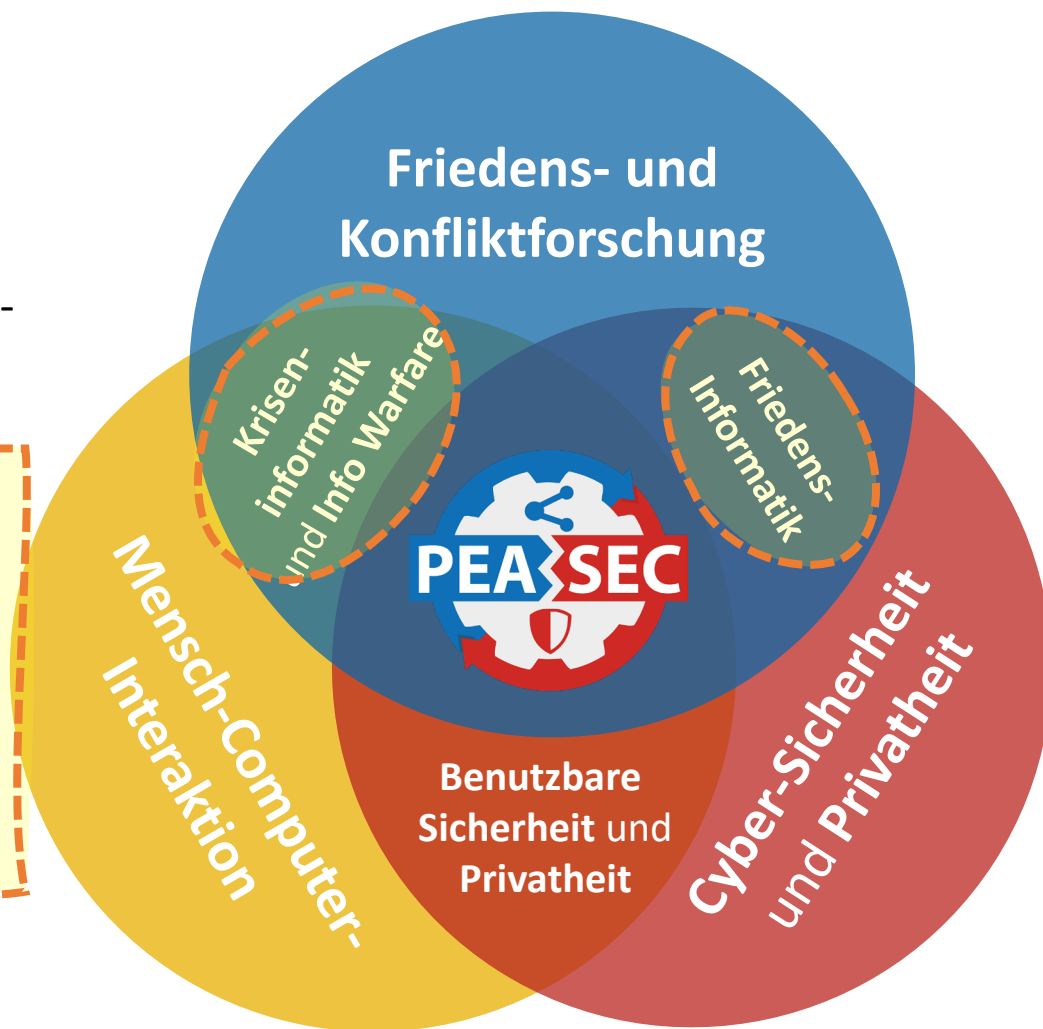 Friedens- und
Konfliktforschung
-
Krisen-
informatik
und Info Warfare
Friedens-
Informatik
PEA SEC
Mensch-Computer-
Interaktion
Benutzbare
Sicherheit und
Privatheit
Cyber-Sicherheit
und Privatheit